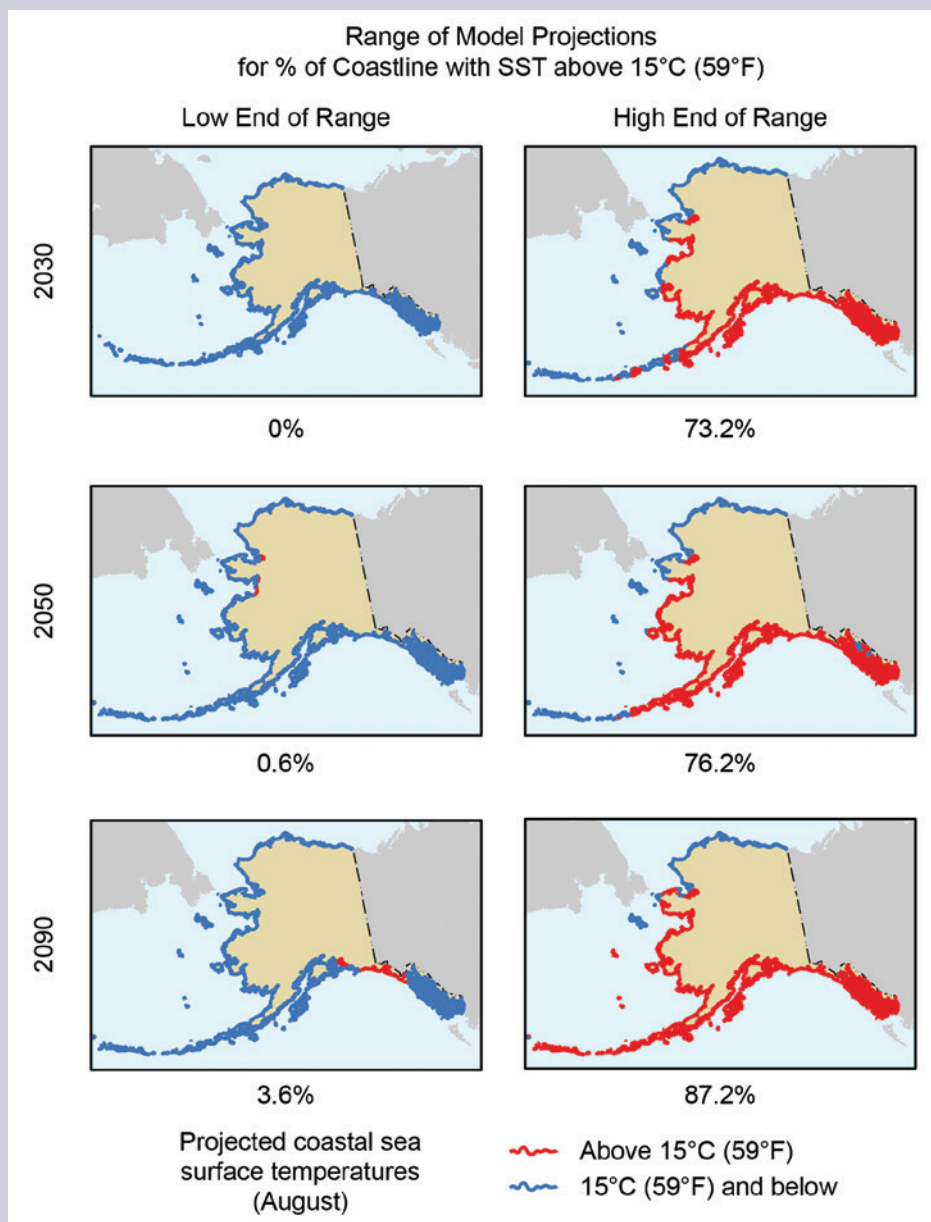 Range of Model Projections
for % of Coastline with SST above 15°C (59°F)
Low End of Range
High End of Range
2030
0%
73.2%
2050
0.6%
76.2%
2090
3.6%
87.2%
Projected coastal sea
surface temperatures
(August)
Above 15°C (59°F)
15°C (59°F) and below